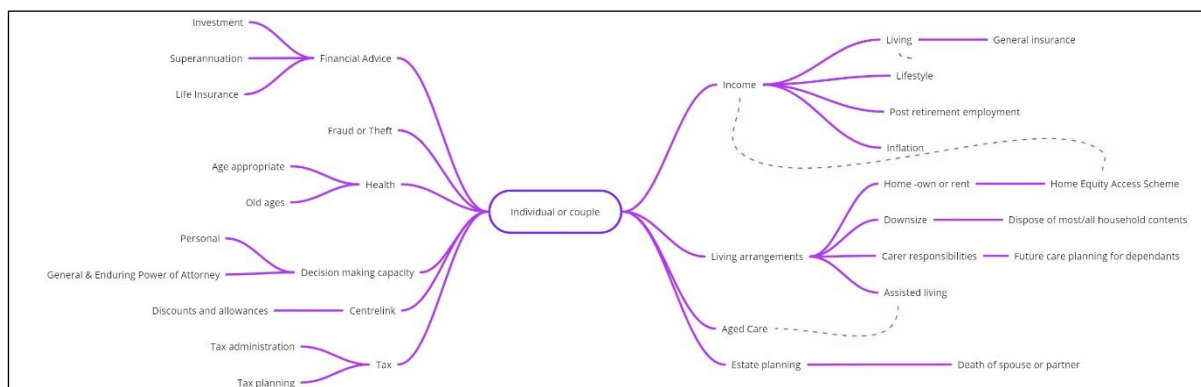 Investment
Superannuation
Life Insurance
Financial Advice
Fraud or Theft
Age appropriate
Old ages
Health
Personal
General & Enduring Power of Attorney
Decision making capacity
Discounts and allowances
Centrelink
Tax administration
Tax planning
Tax
Individual or couple
Income
Living
General insurance
Lifestyle
Post retirement employment
Inflation
Living arrangements
Home -own or rent
Home Equity Access Scheme
Downsize
Dispose of most/all household contents
Carer responsibilities
Future care planning for dependants
Assisted living
Aged Care
Estate planning
Death of spouse or partner